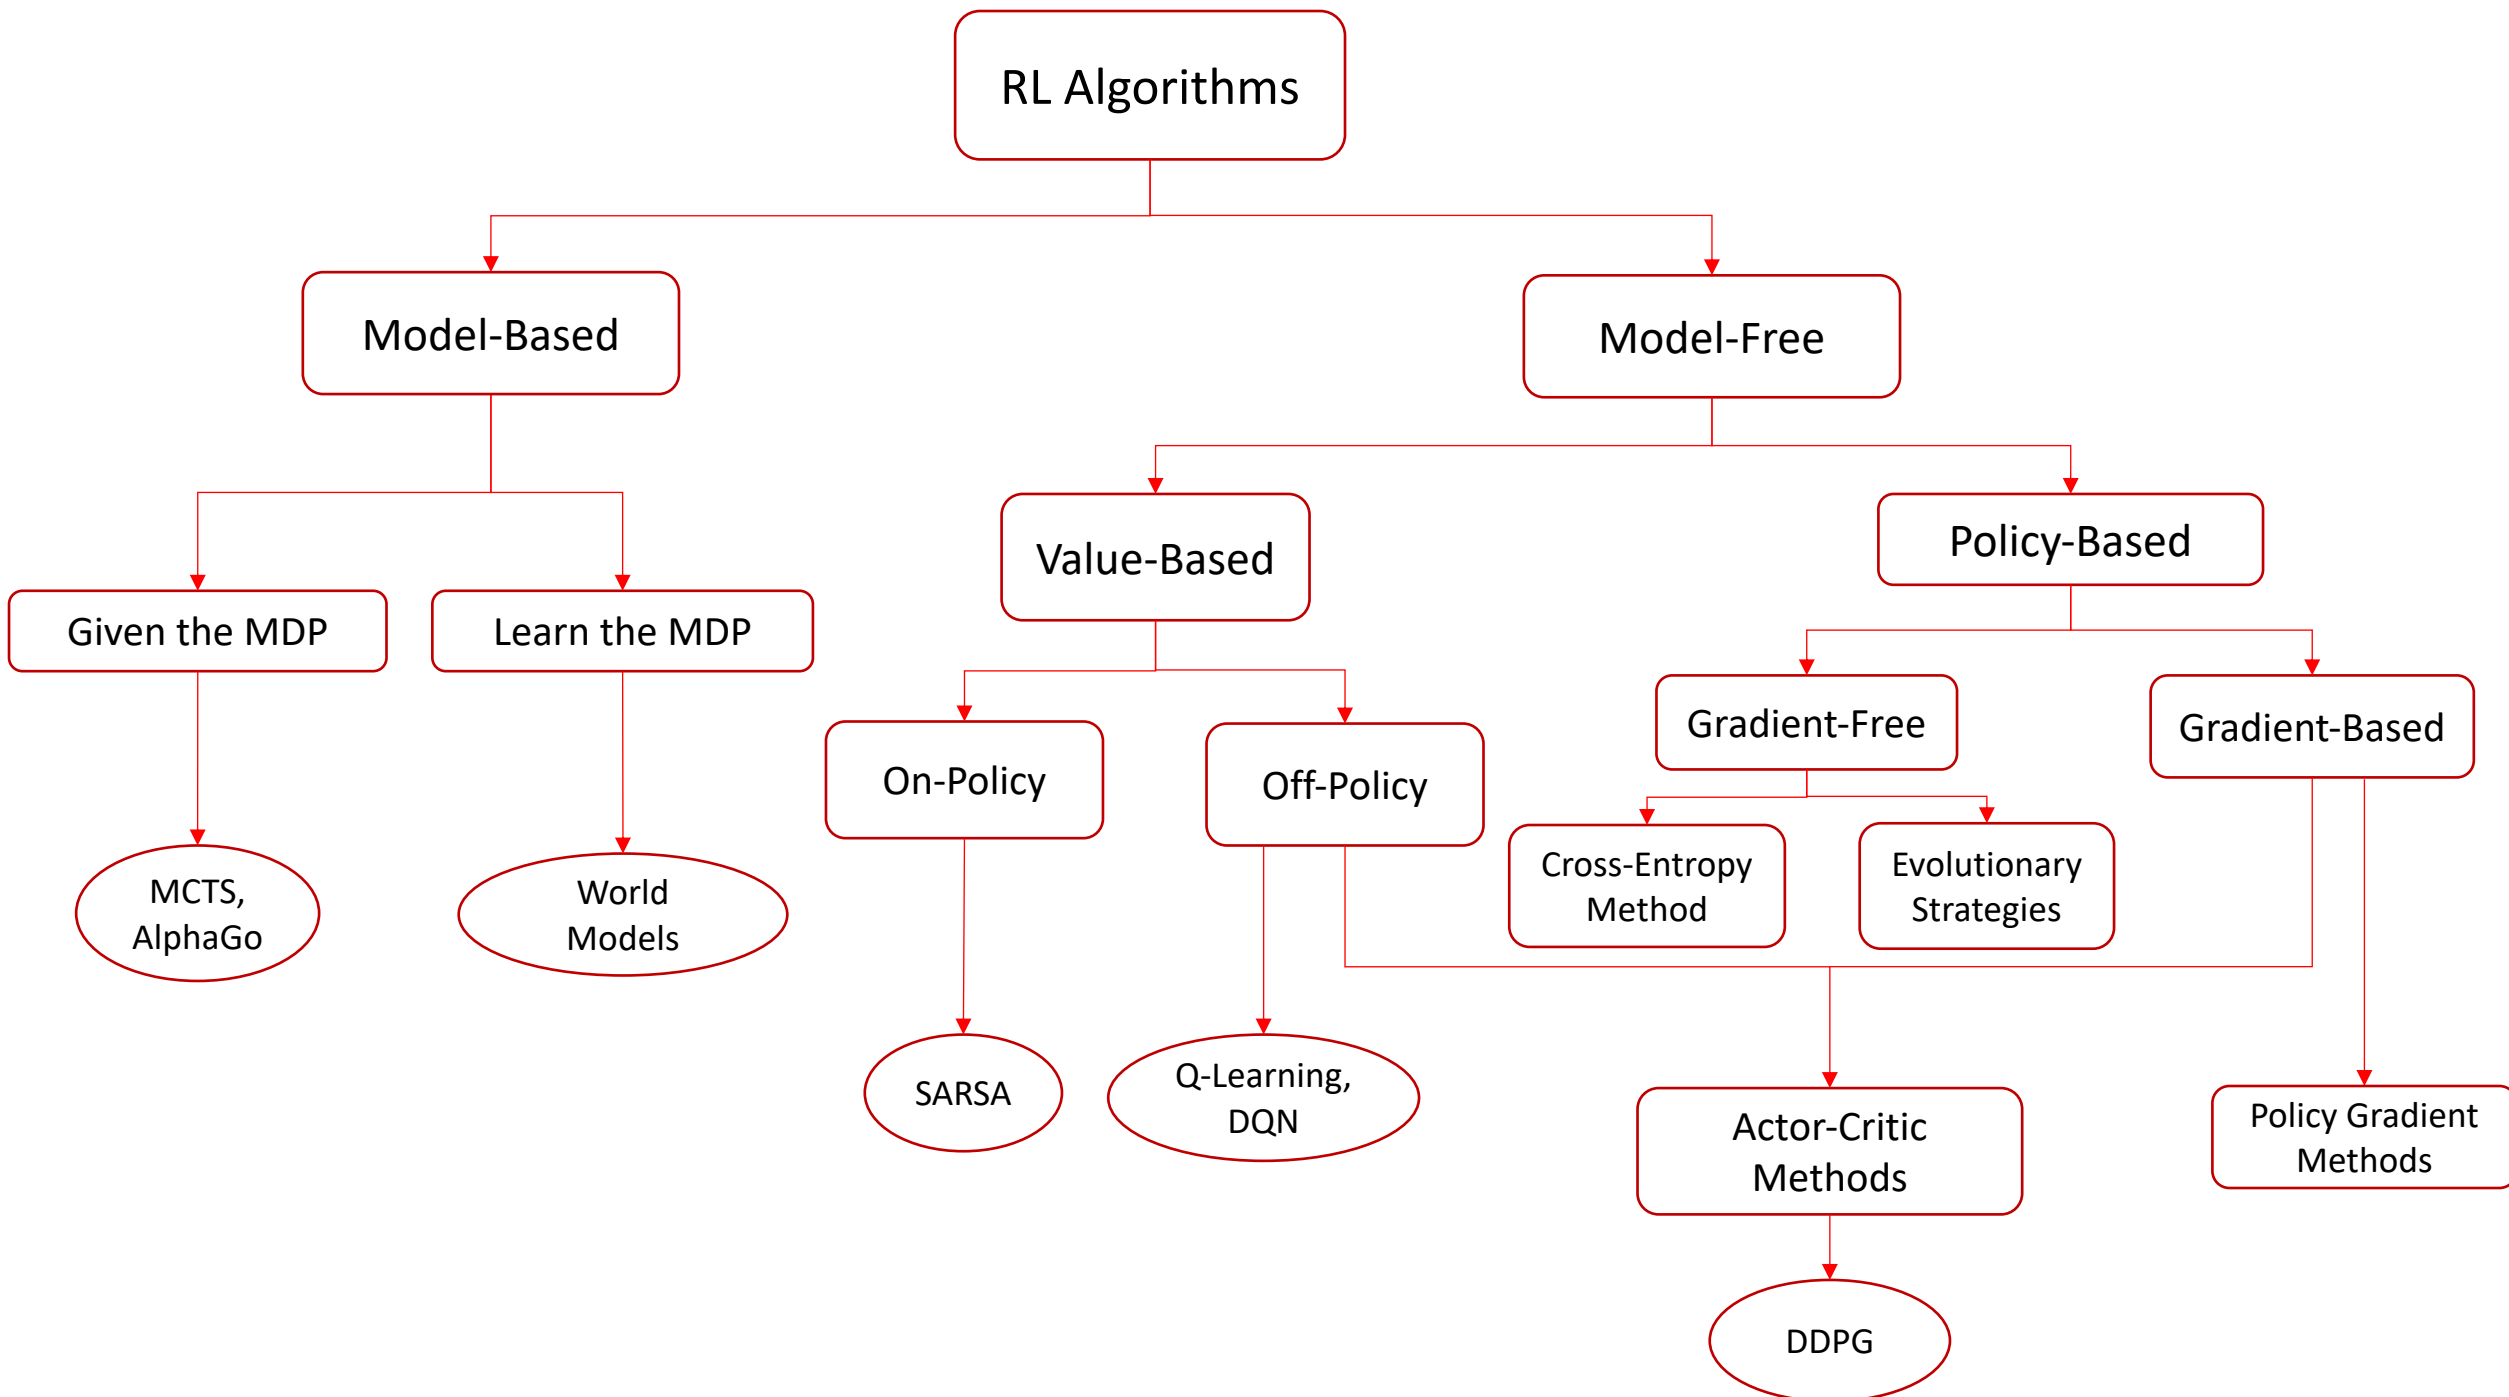 RL Algorithms
Model-Based
Model-Free
Value-Based
Policy-Based
Given the MDP
Learn the MDP
On-Policy
Off-Policy
Gradient-Free
Gradient-Based
MCTS,
AlphaGo
World
Models
Cross-Entropy
Method
Evolutionary
Strategies
SARSA
Q-Learning,
DQN
Actor-Critic
Methods
Policy Gradient
Methods
DDPG